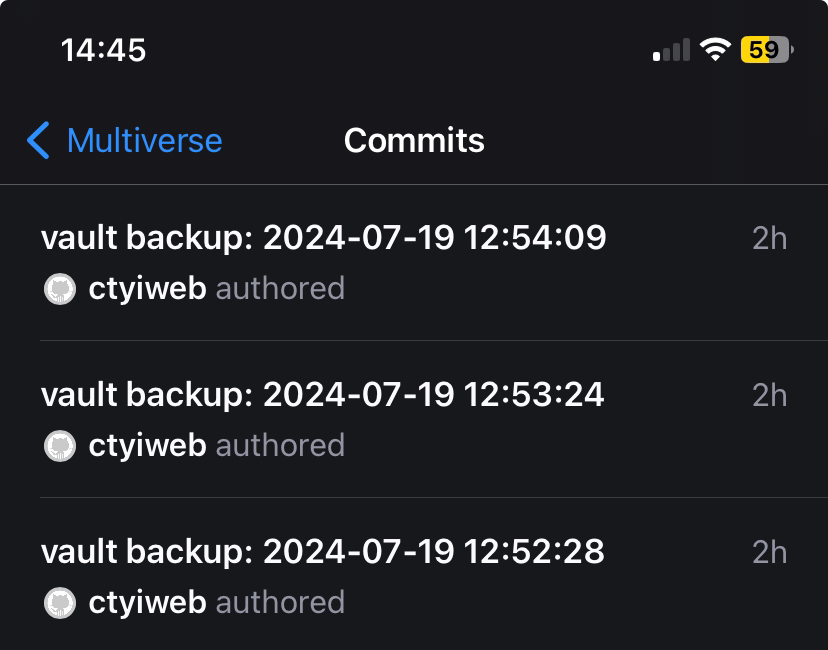 14:45
59
Multiverse
Commits
vault backup: 2024-07-19 12:54:09
2h
ctyiweb authored
vault backup: 2024-07-19 12:53:24
2h
ctyiweb authored
vault backup: 2024-07-19 12:52:28
2h
ctyiweb authored